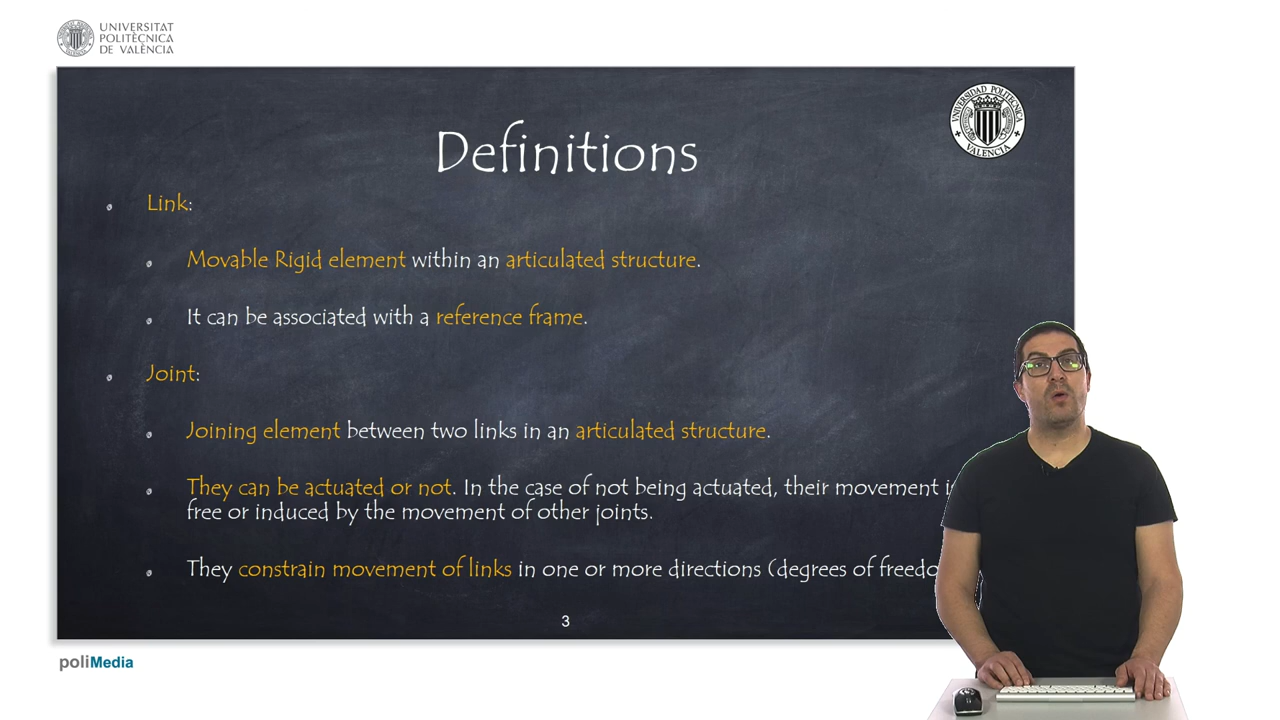 UNIVERSITAT
POLITÈCNICA
DE VALÈNCIA
UNIVERSIDAD POLITECNICA
VALENCIA
Definitions
Link:
Movable Rigid element within an articulated structure.
It can be associated with a reference frame.
Joint:
Joining element between two links in an articulated structure.
They can be actuated or not. In the case of not being actuated, their movement
free or induced by the movement of other joints.
They constrain movement of links in one or more directions (degrees of
3
poliMedia